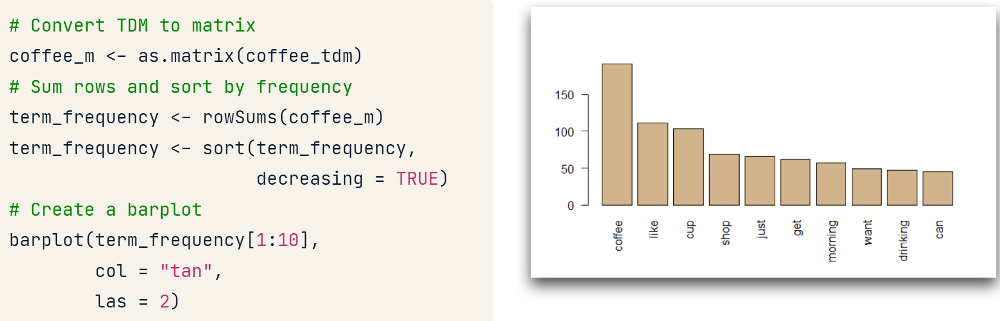 # Convert TDM to matrix
coffee_m <- as.matrix(coffee_tdm)
# Sum rows and sort by frequency
term_frequency <- rowSums(coffee_m)
term_frequency <- sort(term_frequency,
                       decreasing = TRUE)
# Create a barplot
barplot(term_frequency[1:10],
        col = "tan",
        las = 2)
150
100
50
0
coffee
like
cup
shop
just
get
morning
want
drinking
can